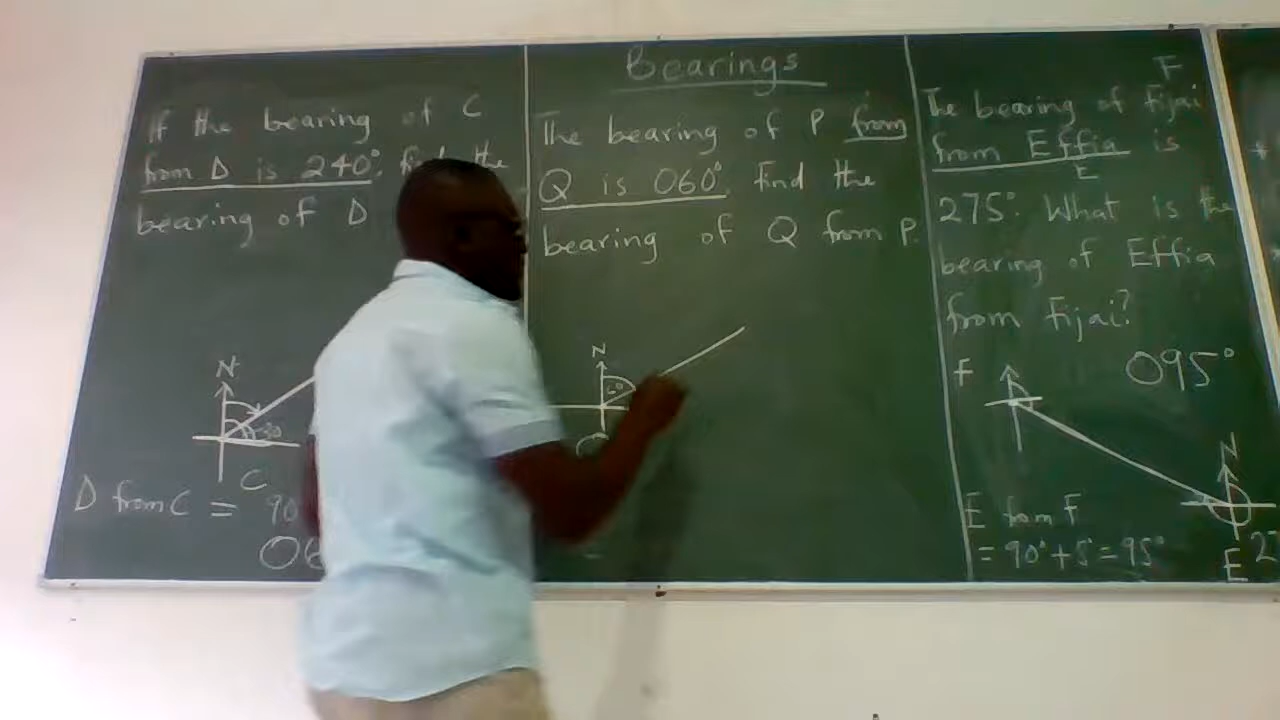 Bearings
If the bearing of C
from D is 240°. find the
bearing of D
N
30
C
D from C = 90
06
The bearing of P from
Q is 060°. Find the
bearing of Q from P.
N
60
=
F
The bearing of Fijai
from Effia is
E
275°. What is the
bearing of Effia
from Fijai?
095°
F
N
E from F
= 90° + 5° = 95°
E
27